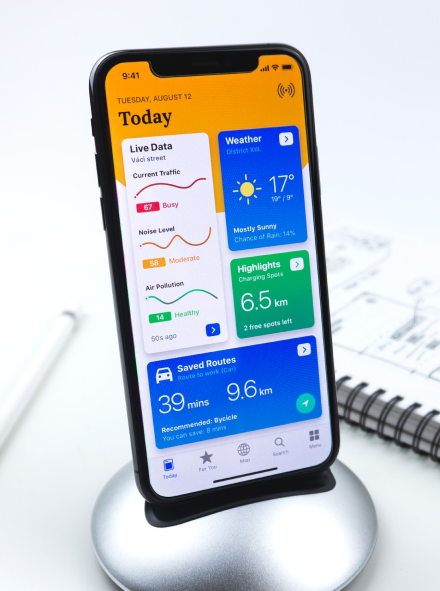 9:41
TUESDAY, AUGUST 12
Today
Live Data
Váci street
Current Traffic
67 Busy
Noise Level
58 Moderate
Air Pollution
14 Healthy
60s ago
Weather
District XIII.
17°
19° / 9°
Mostly Sunny
Chance of Rain: 14%
Highlights
Charging Spots
6.5 km
2 free spots left
Saved Routes
Route to work (Car)
39 mins 9.6 km
Recommended: Bycicle
You can save: 8 mins
Today For You Map Search Menu